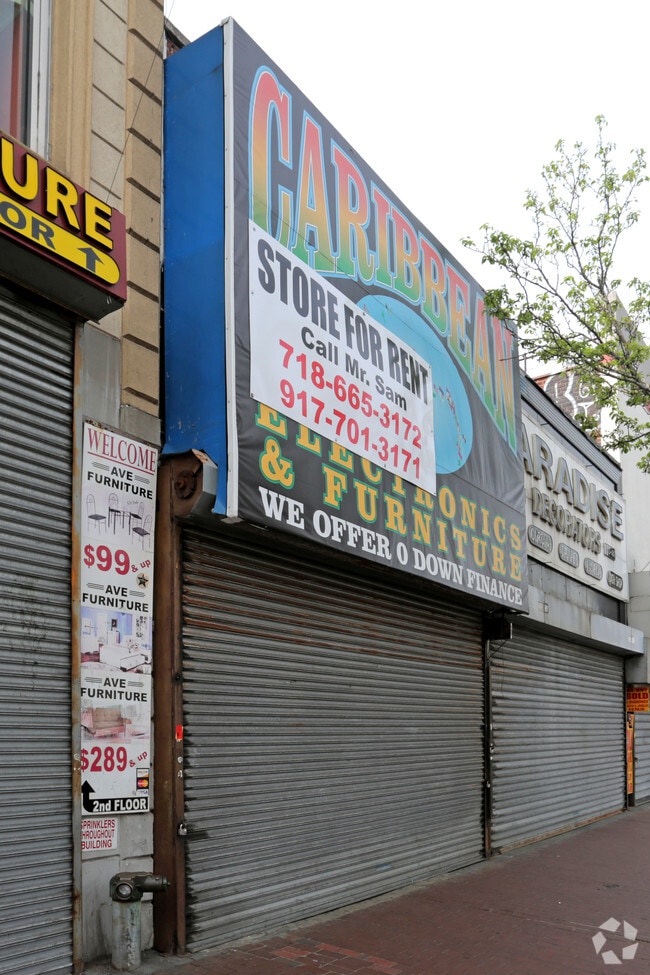 URE
OR
CARIBBEAN
STORE FOR RENT
Call Mr. Sam
718-665-3172
917-701-3171
ELECTRONICS
& FURNITURE
WE OFFER 0 DOWN FINANCE
ARADISE
DECORATORS
WELCOME
AVE
FURNITURE
$99 & up
AVE
FURNITURE
AVE
FURNITURE
$289 & up
2nd FLOOR
SPRINKLERS
THROUGHOUT
BUILDING